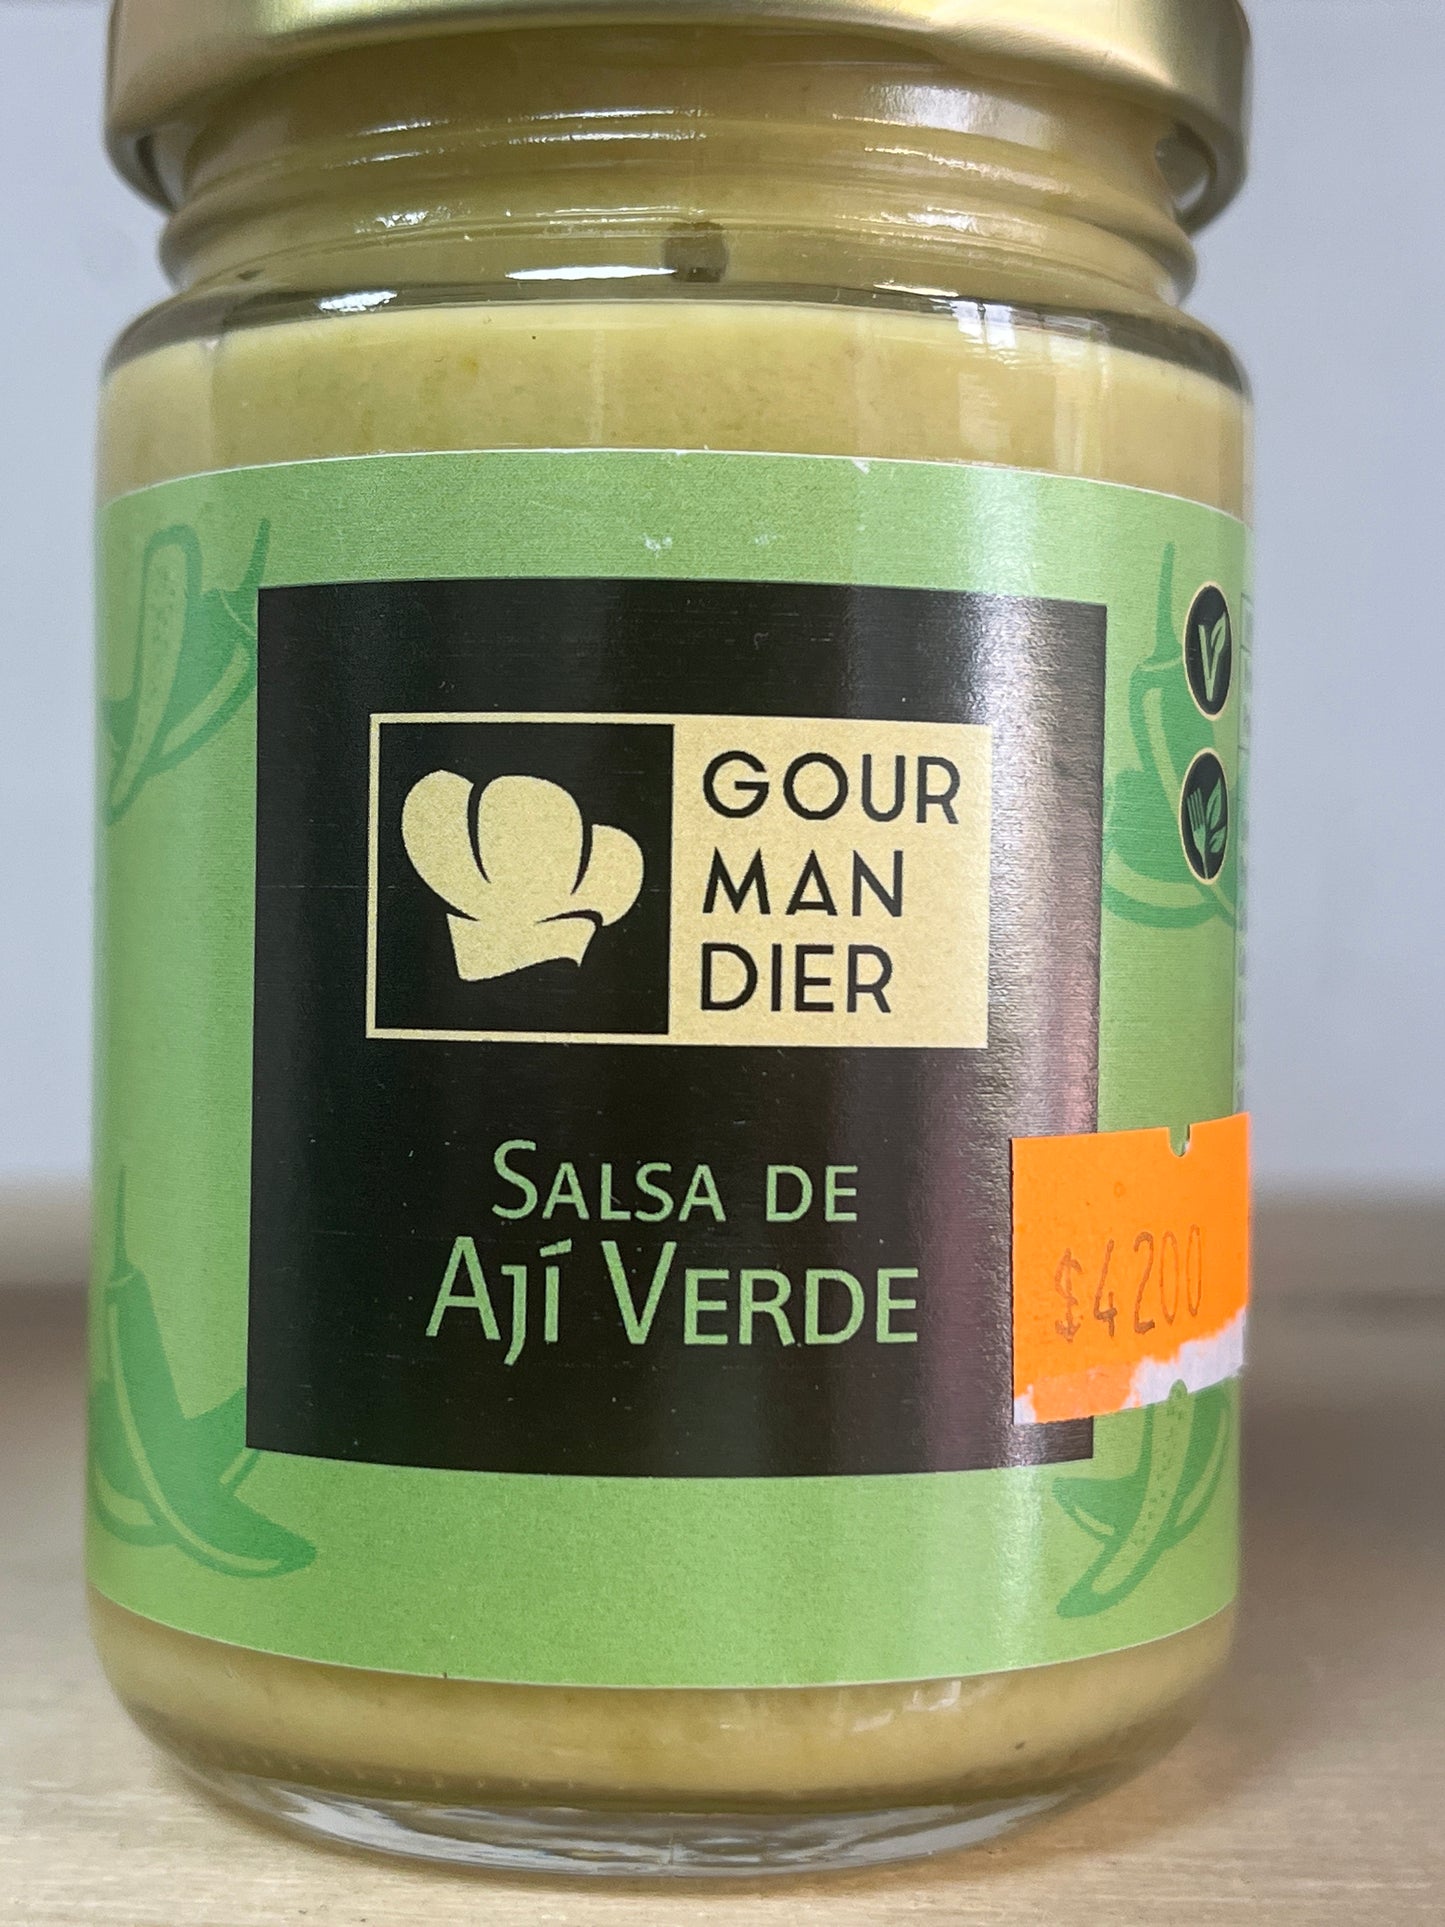 GOUR
MAN
DIER
SALSA DE
AJÍ VERDE
$4200